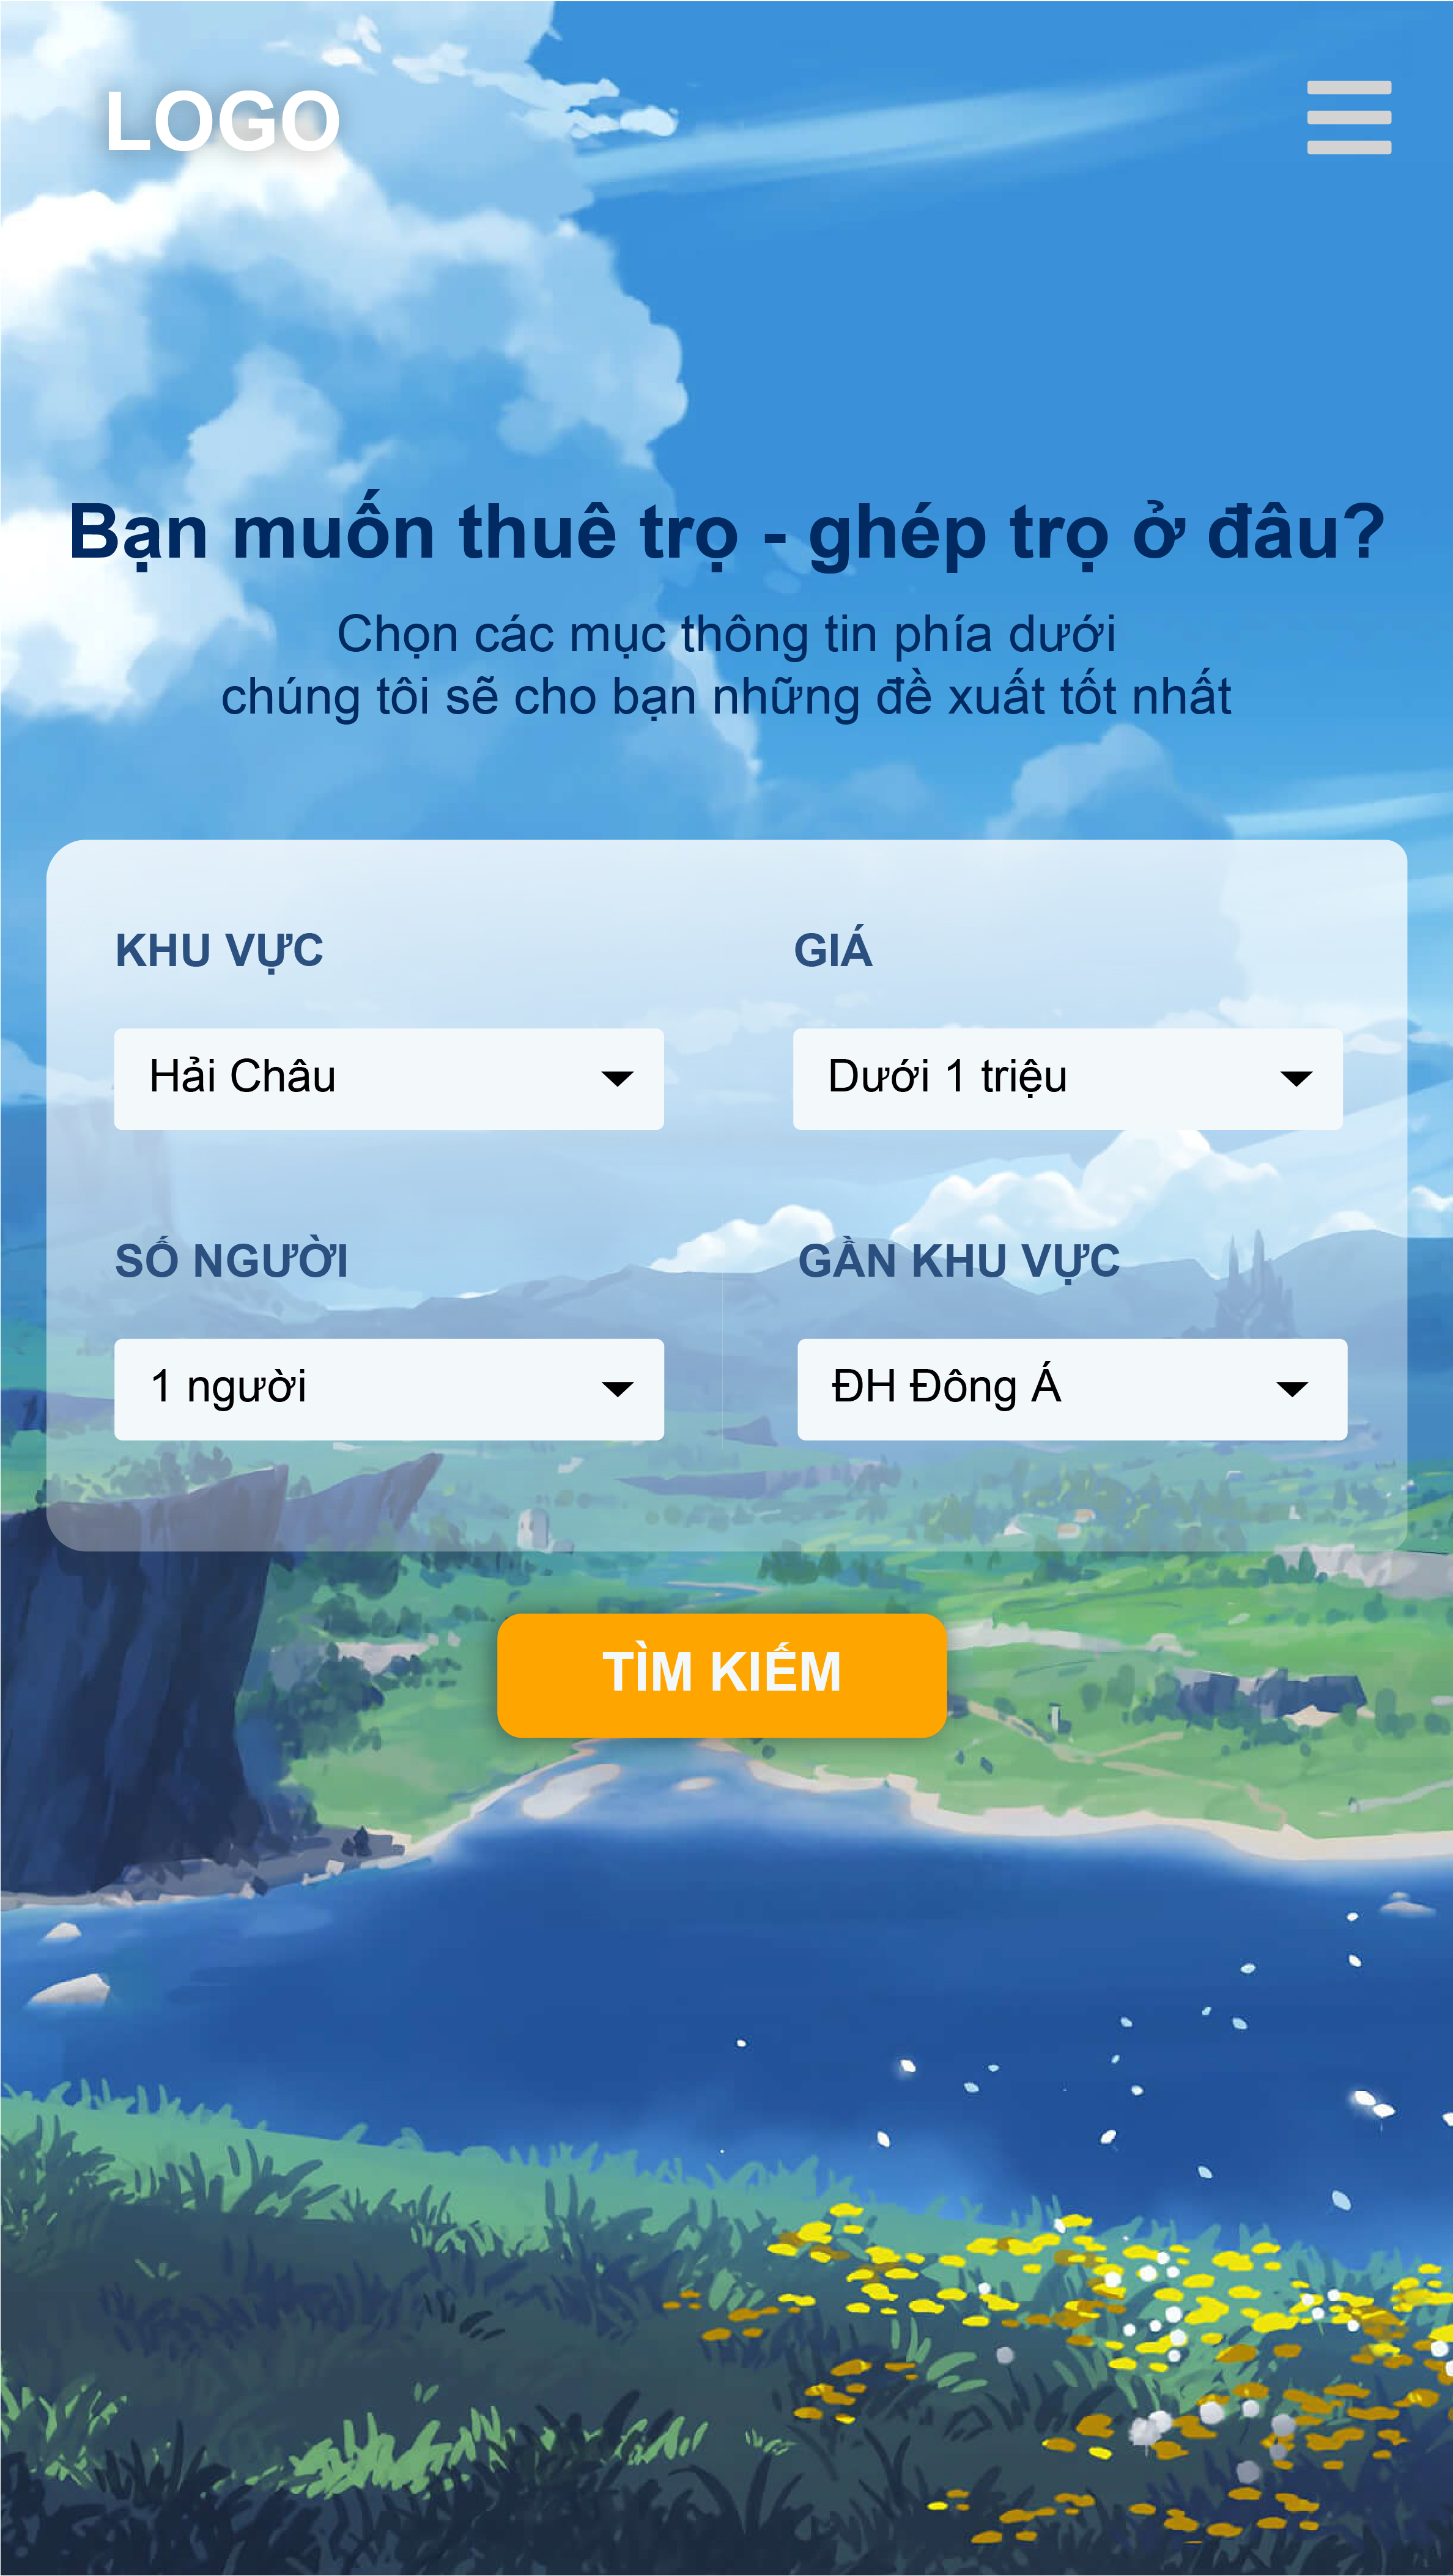 LOGO
Bạn muốn thuê trọ - ghép trọ ở đâu?
Chọn các mục thông tin phía dưới
chúng tôi sẽ cho bạn những đề xuất tốt nhất
KHU VỰC
GIÁ
Hải Châu
Dưới 1 triệu
SỐ NGƯỜI
GẦN KHU VỰC
1 người
ĐH Đông Á
TÌM KIẾM